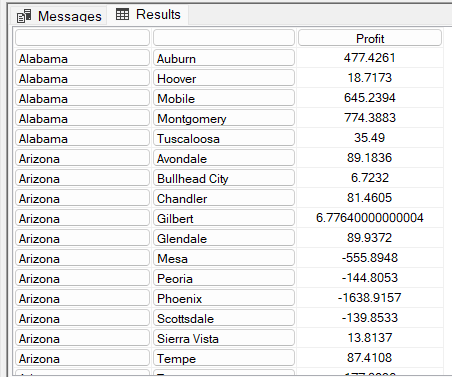 Messages Results
Profit
Alabama Auburn 477.4261
Alabama Hoover 18.7173
Alabama Mobile 645.2394
Alabama Montgomery 774.3883
Alabama Tuscaloosa 35.49
Arizona Avondale 89.1836
Arizona Bullhead City 6.7232
Arizona Chandler 81.4605
Arizona Gilbert 6.77640000000004
Arizona Glendale 89.9372
Arizona Mesa -555.8948
Arizona Peoria -144.8053
Arizona Phoenix -1638.9157
Arizona Scottsdale -139.8533
Arizona Sierra Vista 13.8137
Arizona Tempe 87.4108